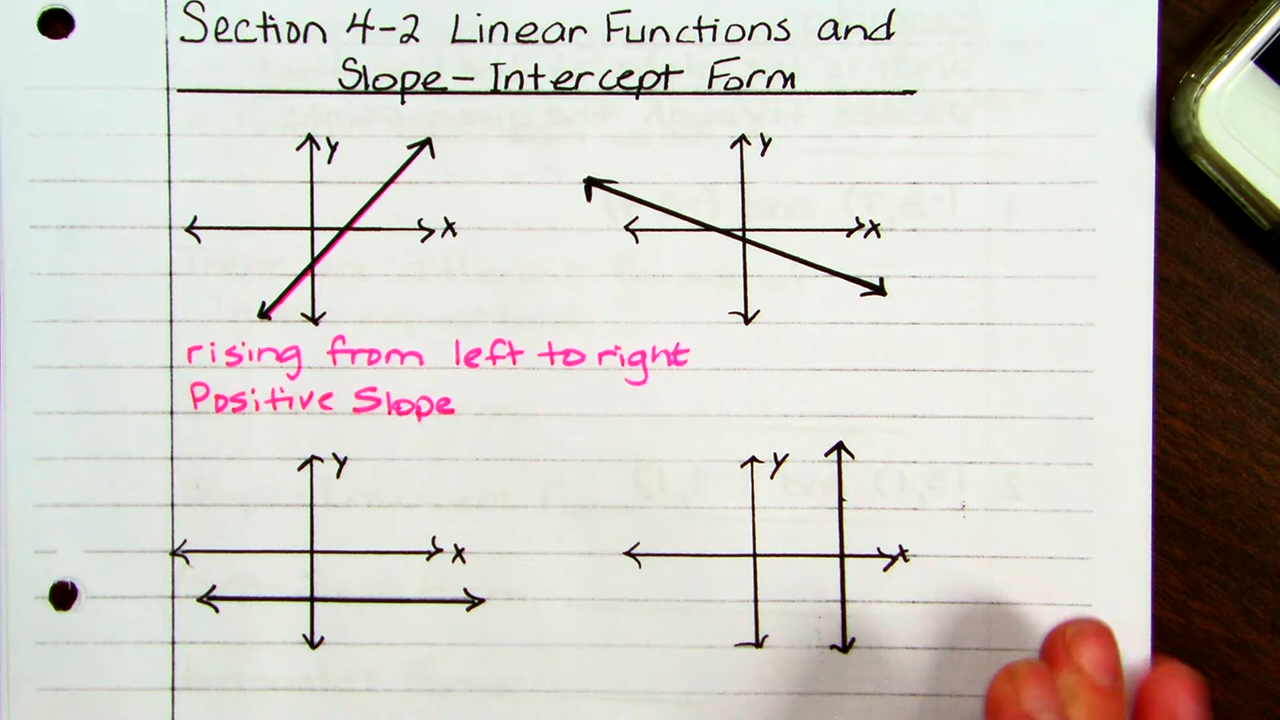 Section 4-2 Linear Functions and
Slope-Intercept Form
y
x
y
x
rising from left to right
Positive Slope
y
x
y
x